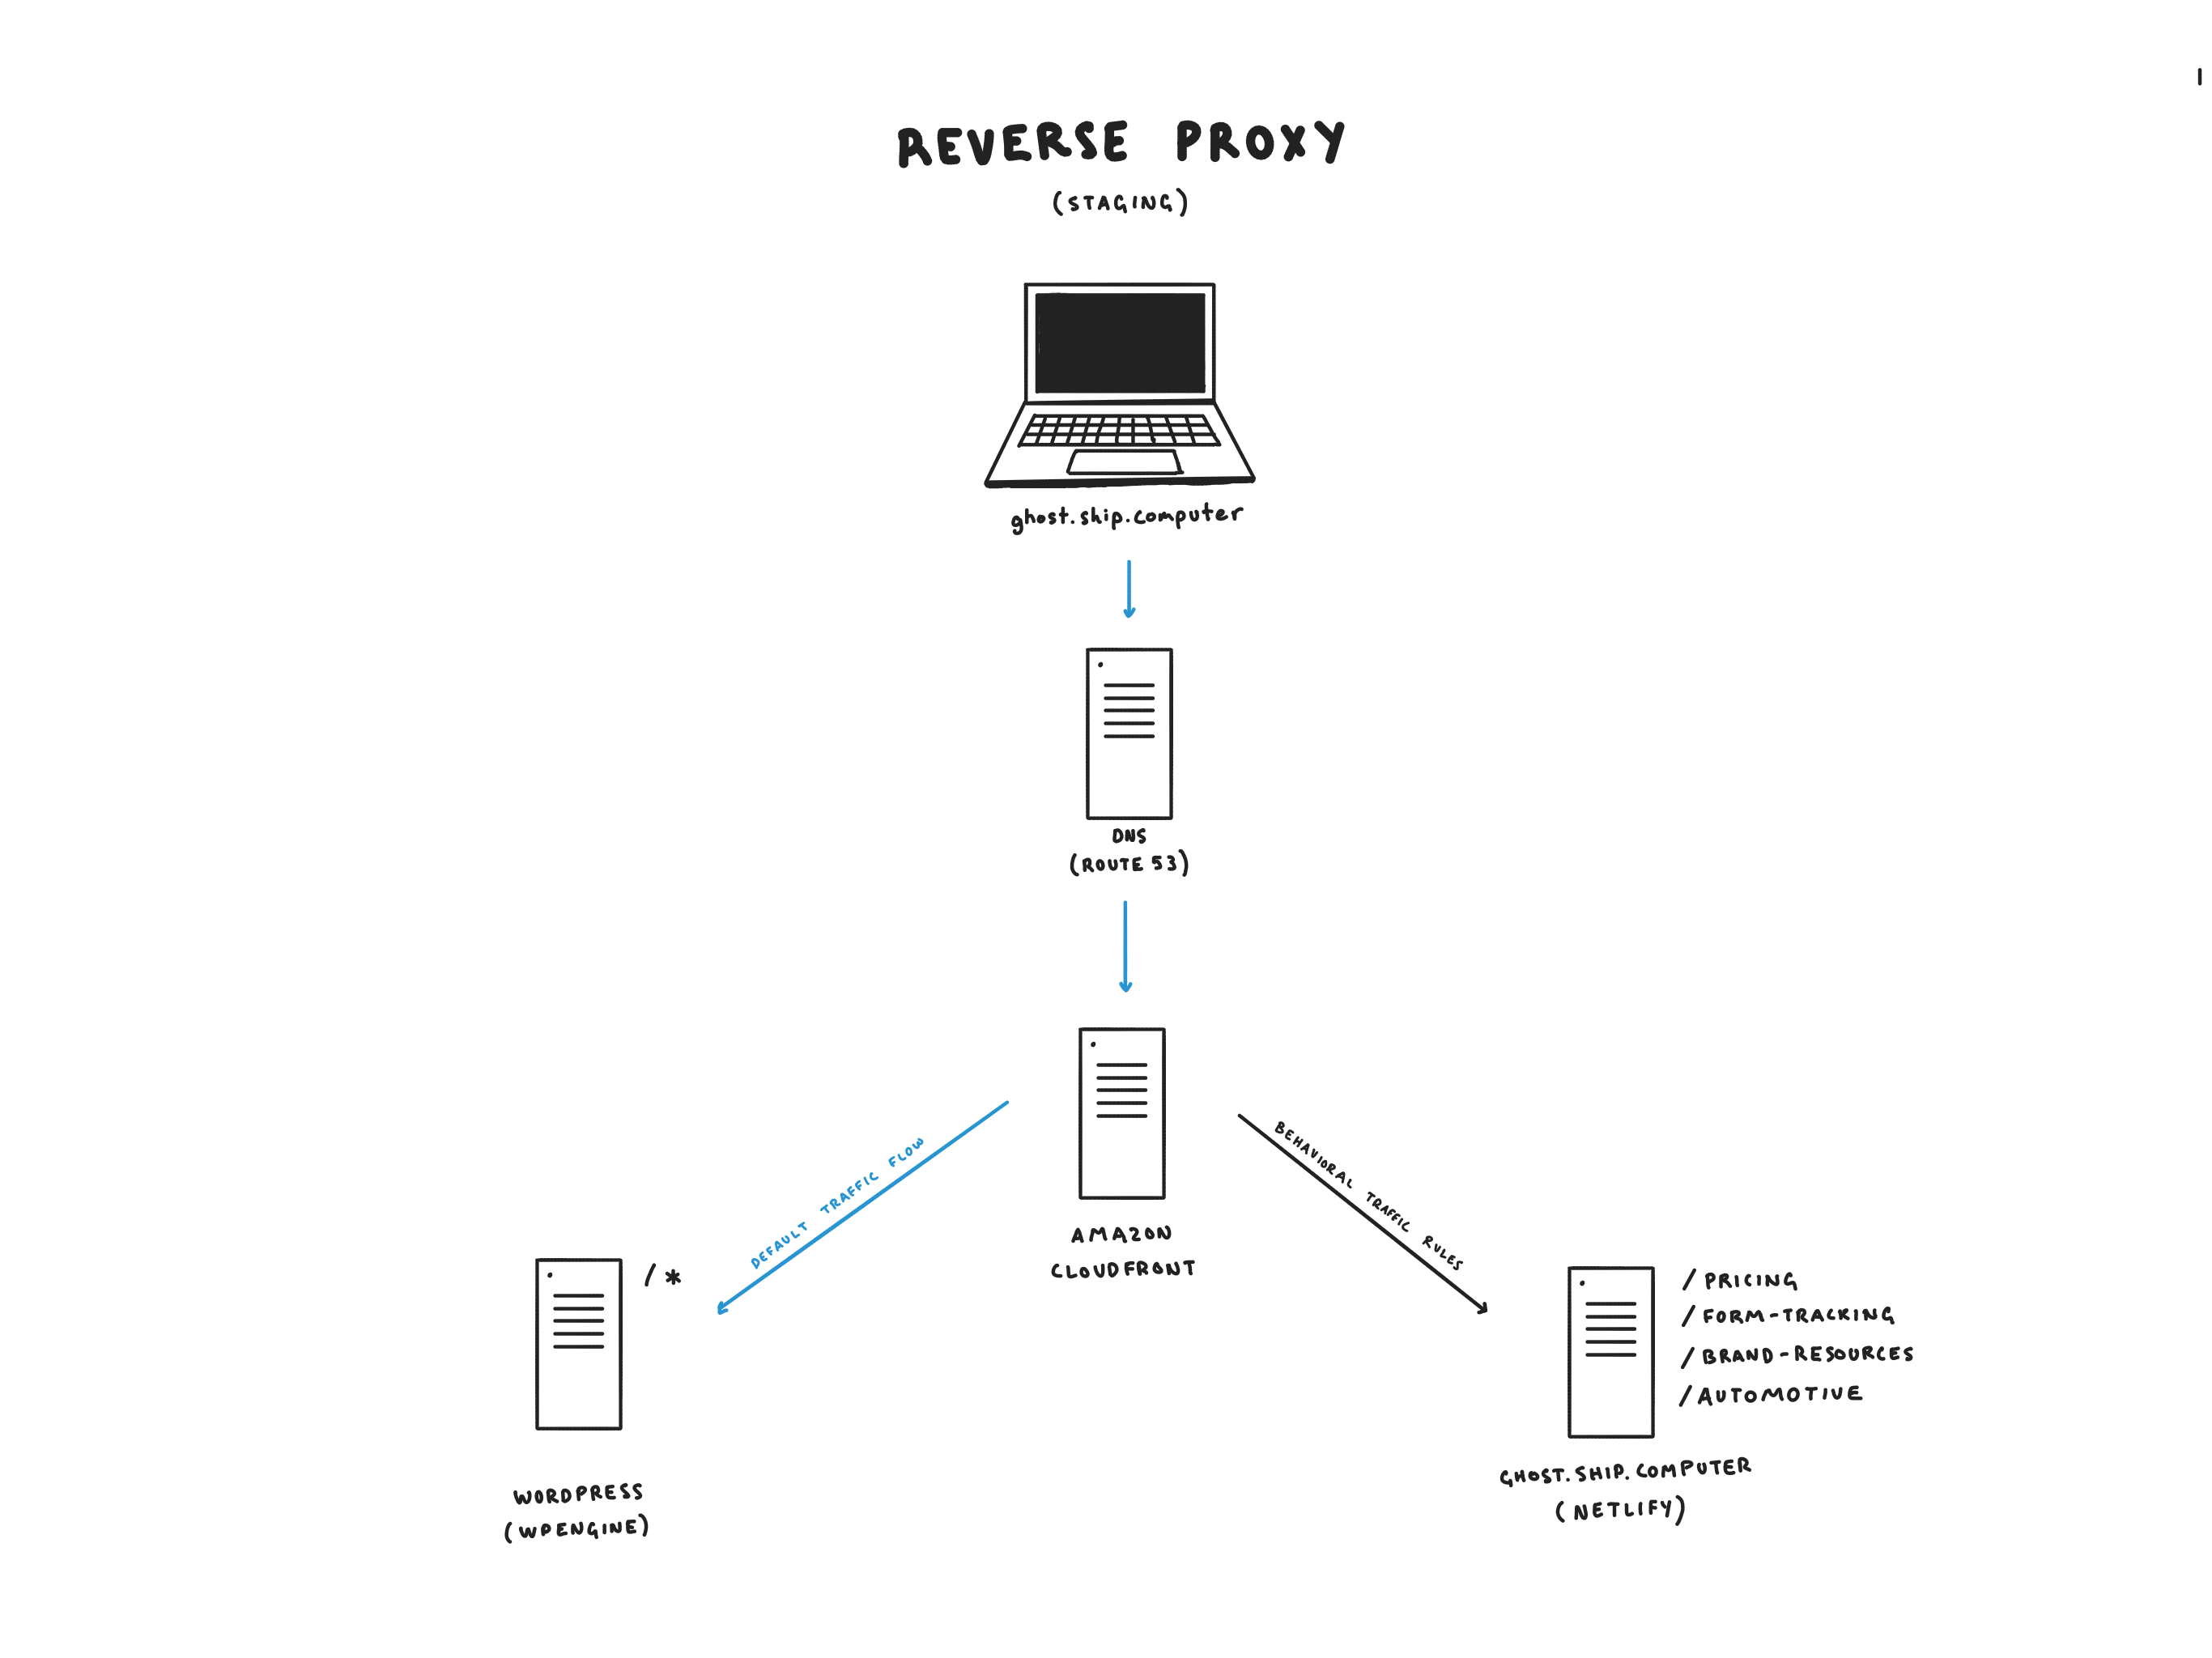 REVERSE PROXY
(STAGING)
ghost.ship.computer
DNS
(ROUTE 53)
DEFAULT TRAFFIC FLOW
BEHAVIORAL TRAFFIC RULES
AMAZON
CLOUDFRONT
/*
/PRICING
/FORM-TRACKING
/BRAND-RESOURCES
/AUTOMOTIVE
WORDPRESS
(WPENGINE)
GHOST.SHIP.COMPUTER
(NETLIFY)